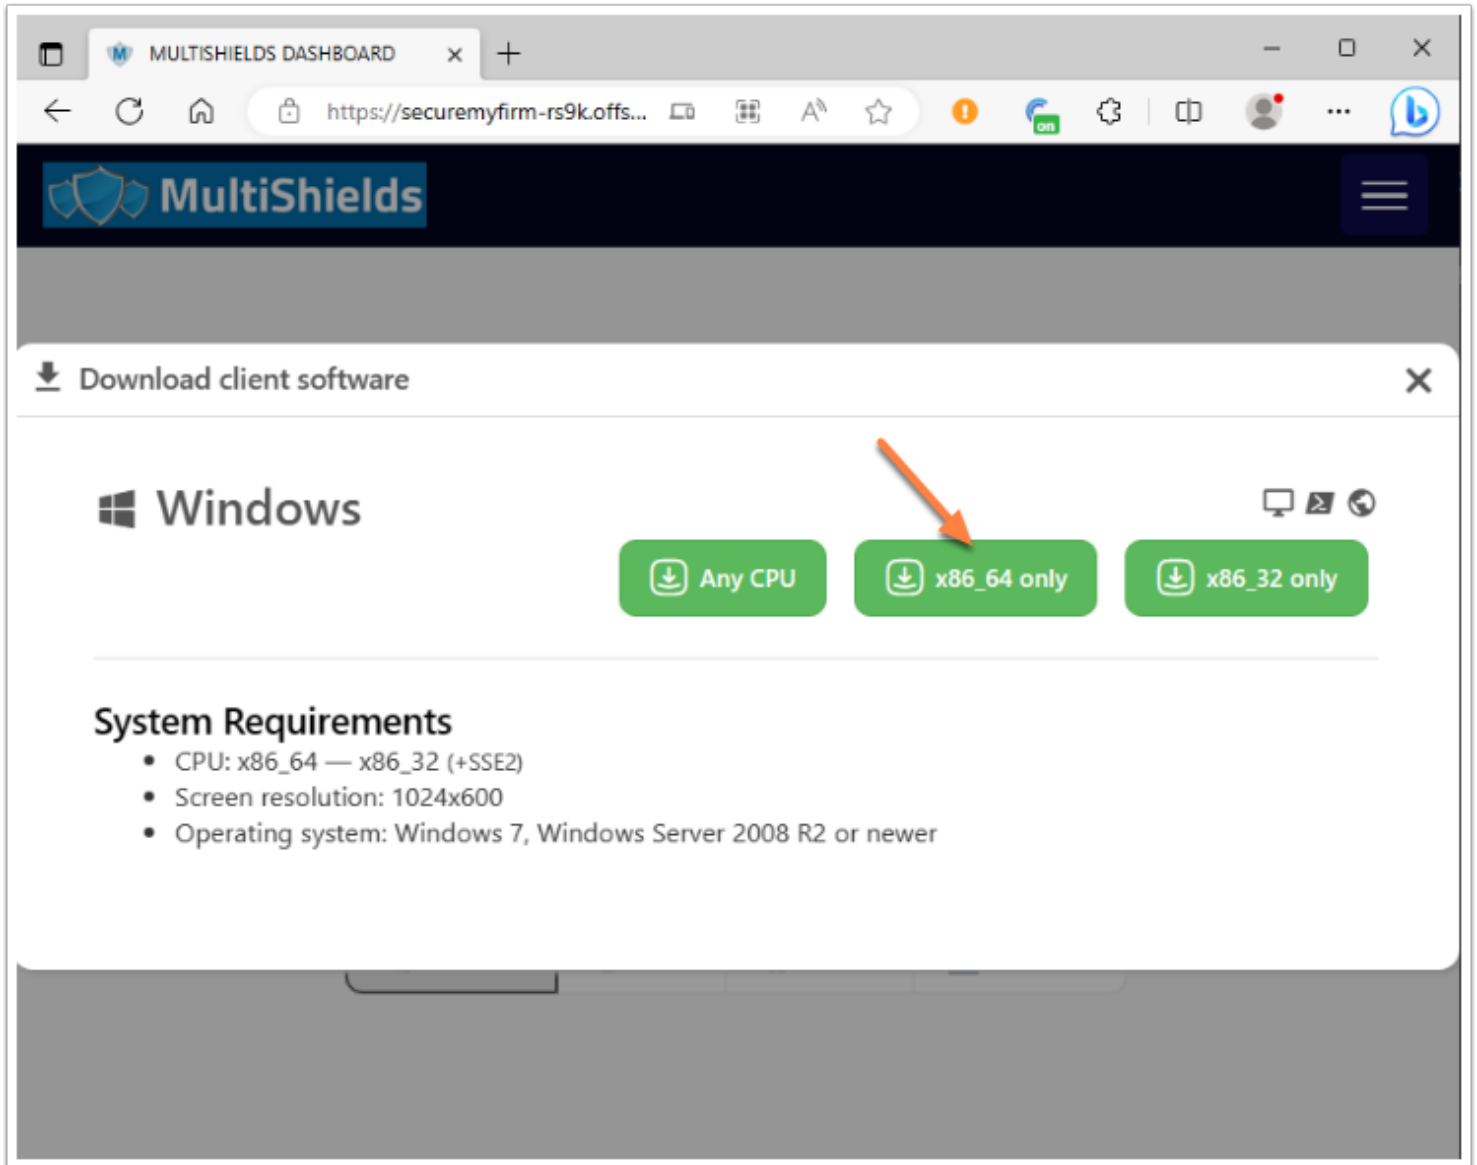 MULTISHIELDS DASHBOARD
https://securemyfirm-rs9k.offs...
on
MultiShields
Download client software
Windows
Any CPU
x86_64 only
x86_32 only
System Requirements
• CPU: x86_64 — x86_32 (+SSE2)
• Screen resolution: 1024x600
• Operating system: Windows 7, Windows Server 2008 R2 or newer